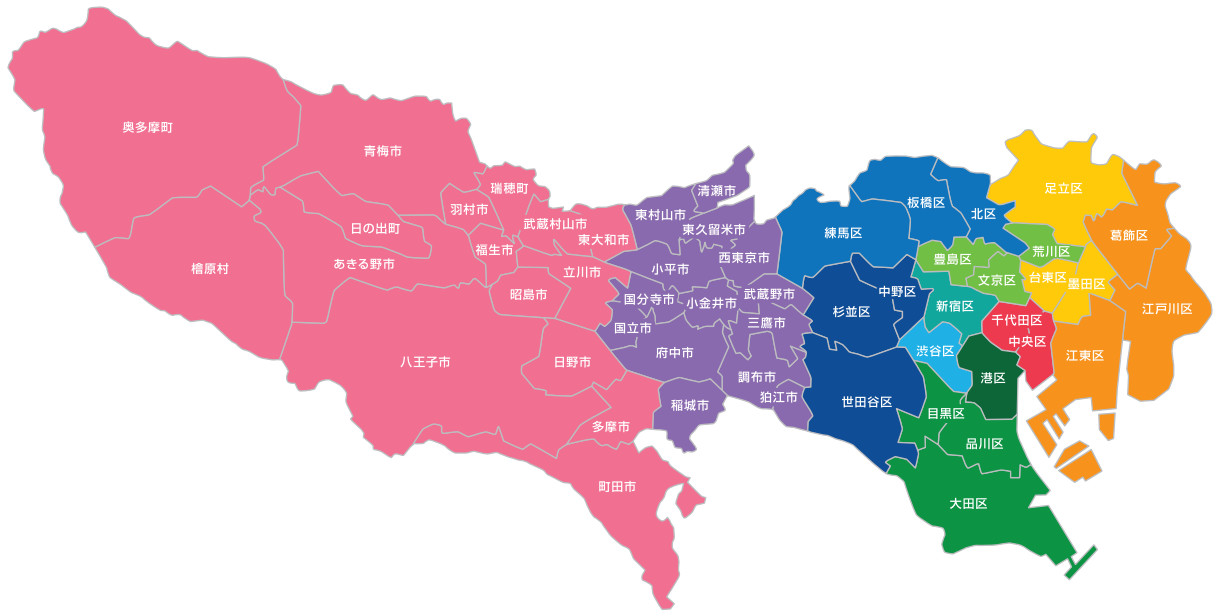 奥多摩町
青梅市
瑞穂町
羽村市
武蔵村山市
日の出町
東大和市
福生市
あきる野市
檜原村
立川市
昭島市
八王子市
日野市
多摩市
町田市
清瀬市
東村山市
東久留米市
西東京市
小平市
武蔵野市
国分寺市
小金井市
三鷹市
国立市
府中市
調布市
狛江市
稲城市
足立区
板橋区
北区
練馬区
葛飾区
荒川区
豊島区
文京区
台東区
墨田区
中野区
新宿区
江戸川区
杉並区
千代田区
中央区
渋谷区
江東区
港区
世田谷区
目黒区
品川区
大田区